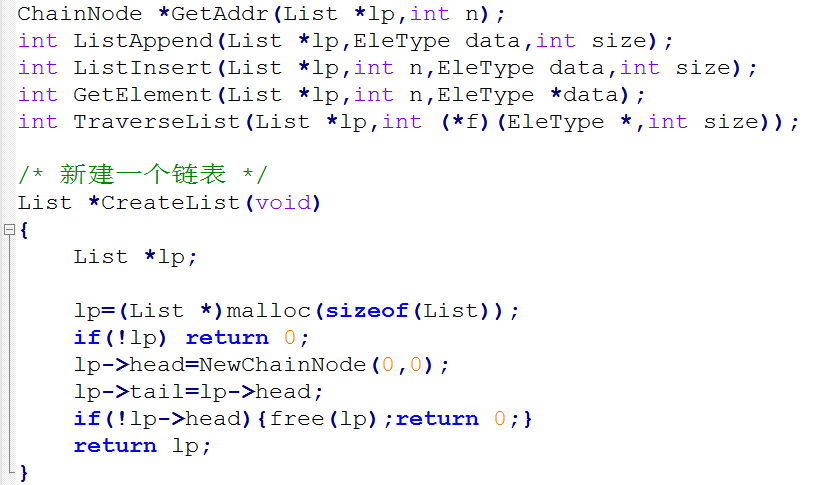 ChainNode *GetAddr(List *lp,int n);
int ListAppend(List *lp,EleType data,int size);
int ListInsert(List *lp,int n,EleType data,int size);
int GetElement(List *lp,int n,EleType *data);
int TraverseList(List *lp,int (*f)(EleType *,int size));
/* 新建一个链表 */
List *CreateList(void)
{
    List *lp;
    lp=(List *)malloc(sizeof(List));
    if(!lp) return 0;
    lp->head=NewChainNode(0,0);
    lp->tail=lp->head;
    if(!lp->head){free(lp);return 0;}
    return lp;
}